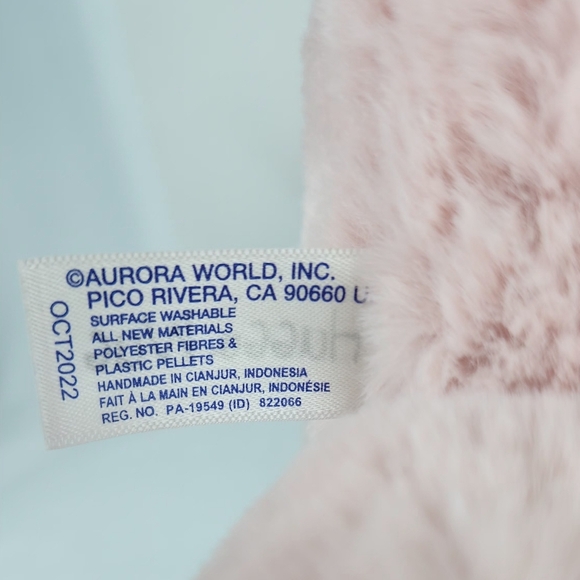 ©AURORA WORLD, INC.
PICO RIVERA, CA 90660 U
SURFACE WASHABLE
ALL NEW MATERIALS
POLYESTER FIBRES &
PLASTIC PELLETS
HANDMADE IN CIANJUR, INDONESIA
FAIT À LA MAIN EN CIANJUR, INDONÉSIE
REG. NO. PA-19549 (ID) 822066
OCT2022